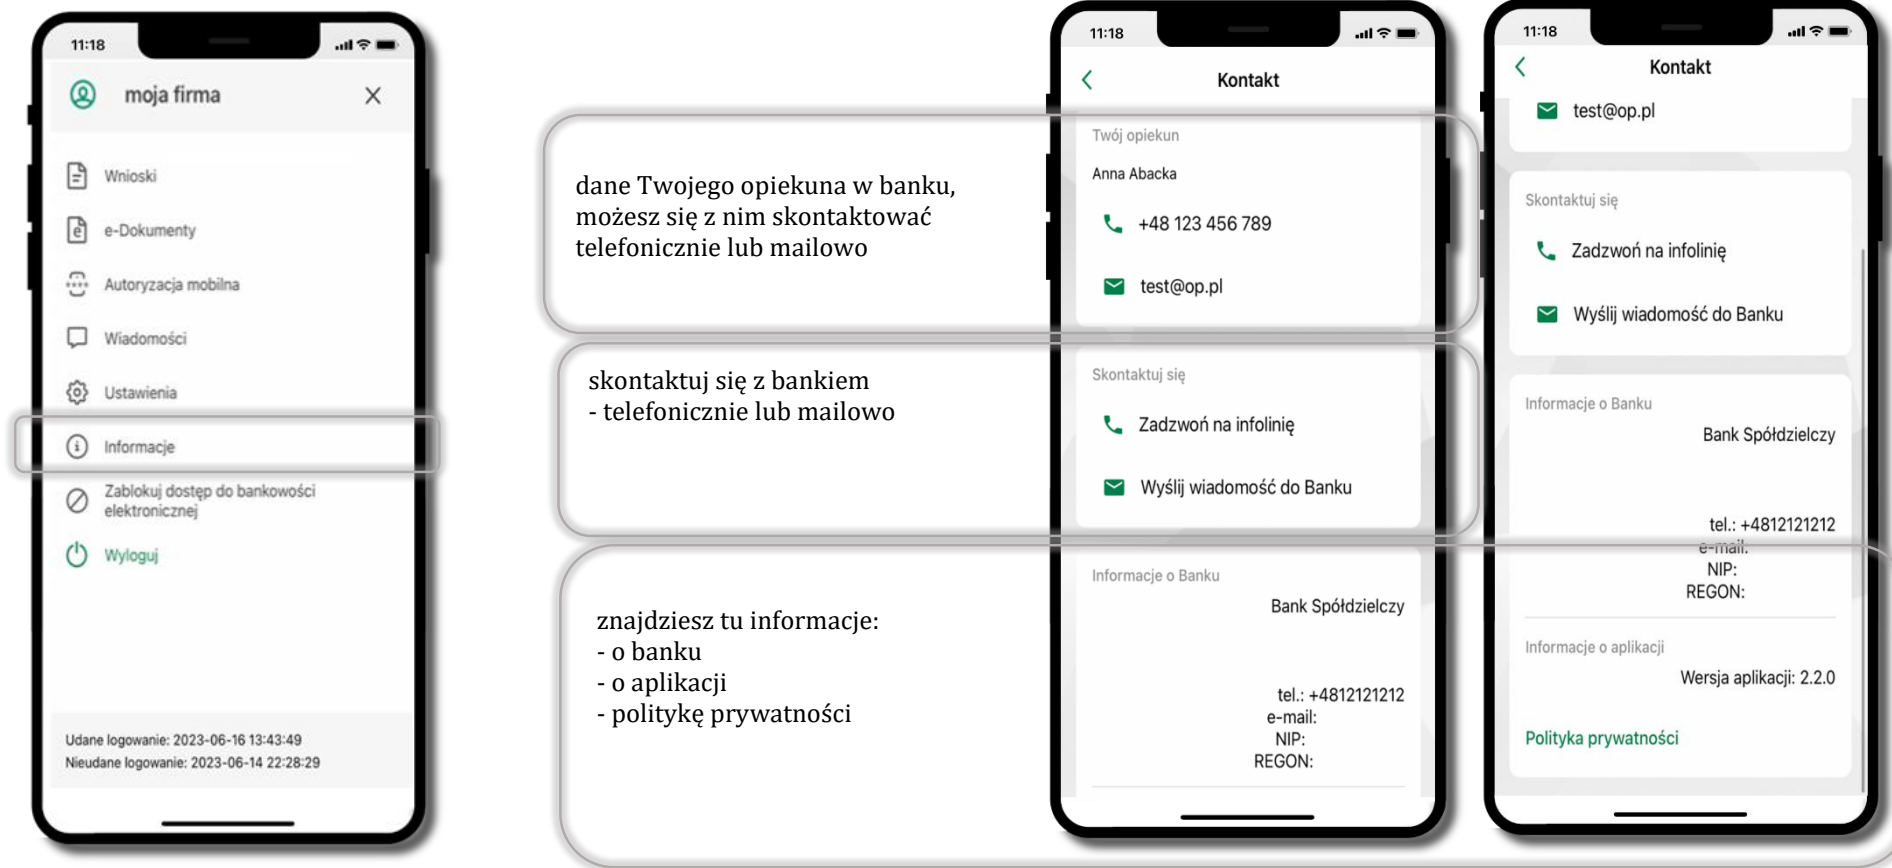 11:18
moja firma
Wnioski
e-Dokumenty
Autoryzacja mobilna
Wiadomości
Ustawienia
Informacje
Zablokuj dostęp do bankowości
elektronicznej
Wyloguj
Udane logowanie: 2023-06-16 13:43:49
Nieudane logowanie: 2023-06-14 22:28:29
dane Twojego opiekuna w banku,
możesz się z nim skontaktować
telefonicznie lub mailowo
skontaktuj się z bankiem
- telefonicznie lub mailowo
znajdziesz tu informacje:
- o banku
- o aplikacji
- politykę prywatności
11:18
Kontakt
Twój opiekun
Anna Abacka
+48 123 456 789
test@op.pl
Skontaktuj się
Zadzwoń na infolinię
Wyślij wiadomość do Banku
Informacje o Banku
Bank Spółdzielczy
tel.: +4812121212
e-mail:
NIP:
REGON:
11:18
Kontakt
test@op.pl
Skontaktuj się
Zadzwoń na infolinię
Wyślij wiadomość do Banku
Informacje o Banku
Bank Spółdzielczy
tel.: +4812121212
e-mail:
NIP:
REGON:
Informacje o aplikacji
Wersja aplikacji: 2.2.0
Polityka prywatności